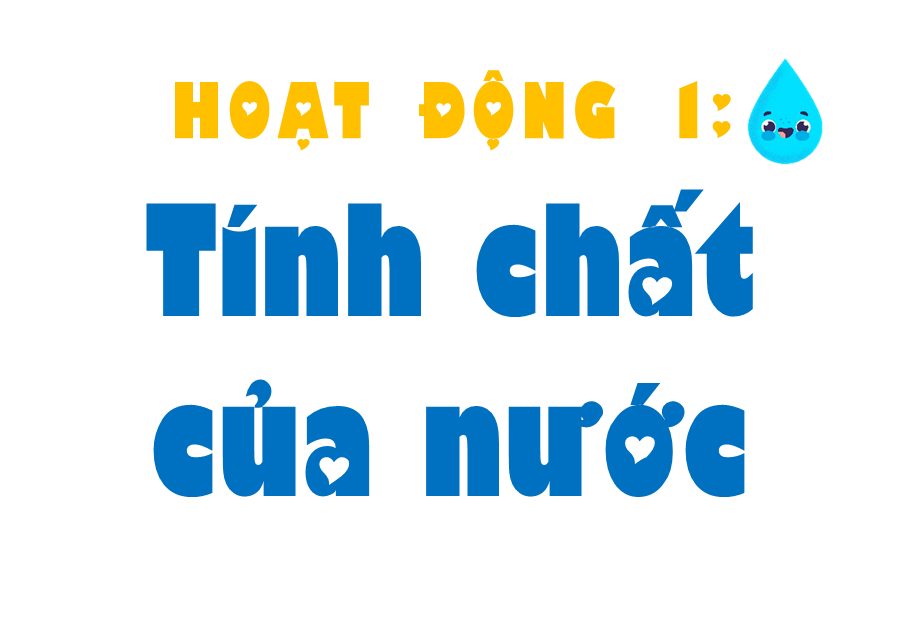 HOẠT ĐỘNG 1:
Tính chất
của nước